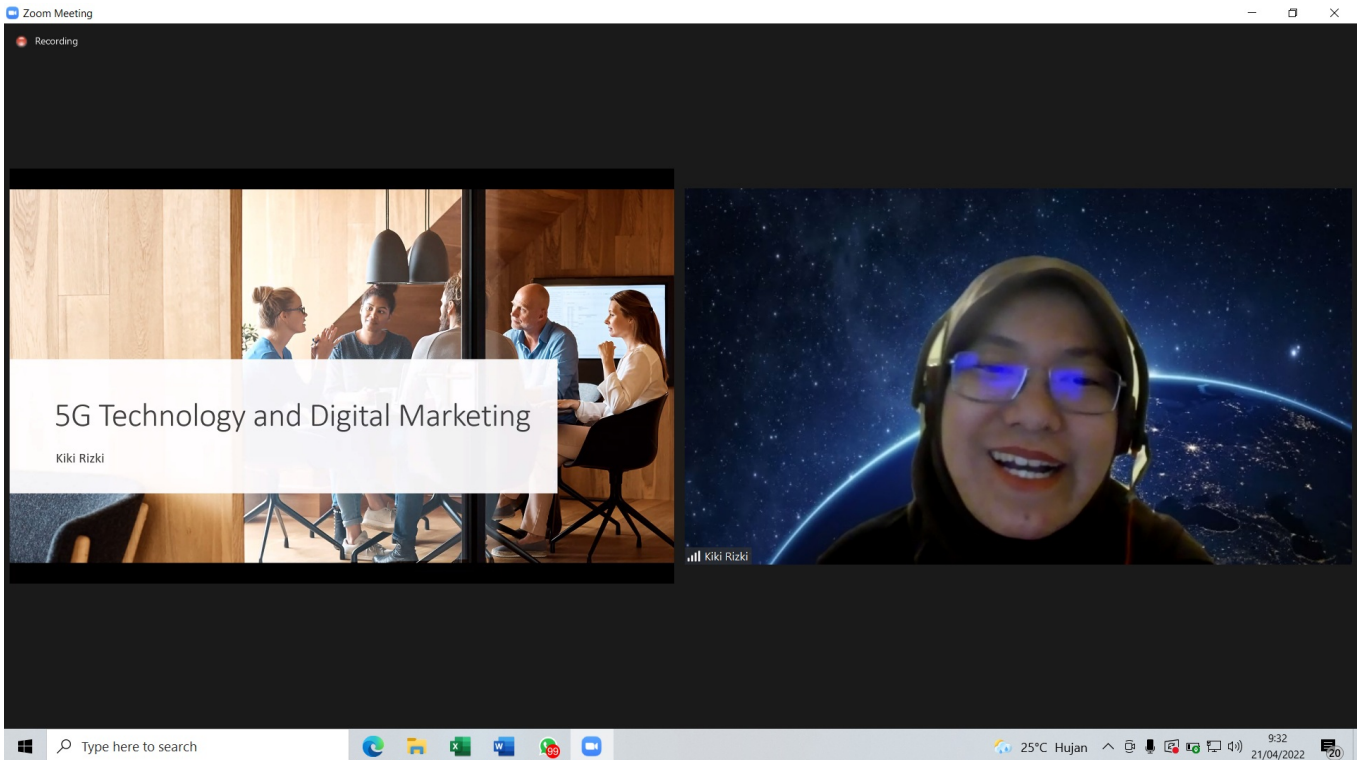 Zoom Meeting
Recording
5G Technology and Digital Marketing
Kiki Rizki
Kiki Rizki
Type here to search
99
25°C Hujan
9:32
21/04/2022
20